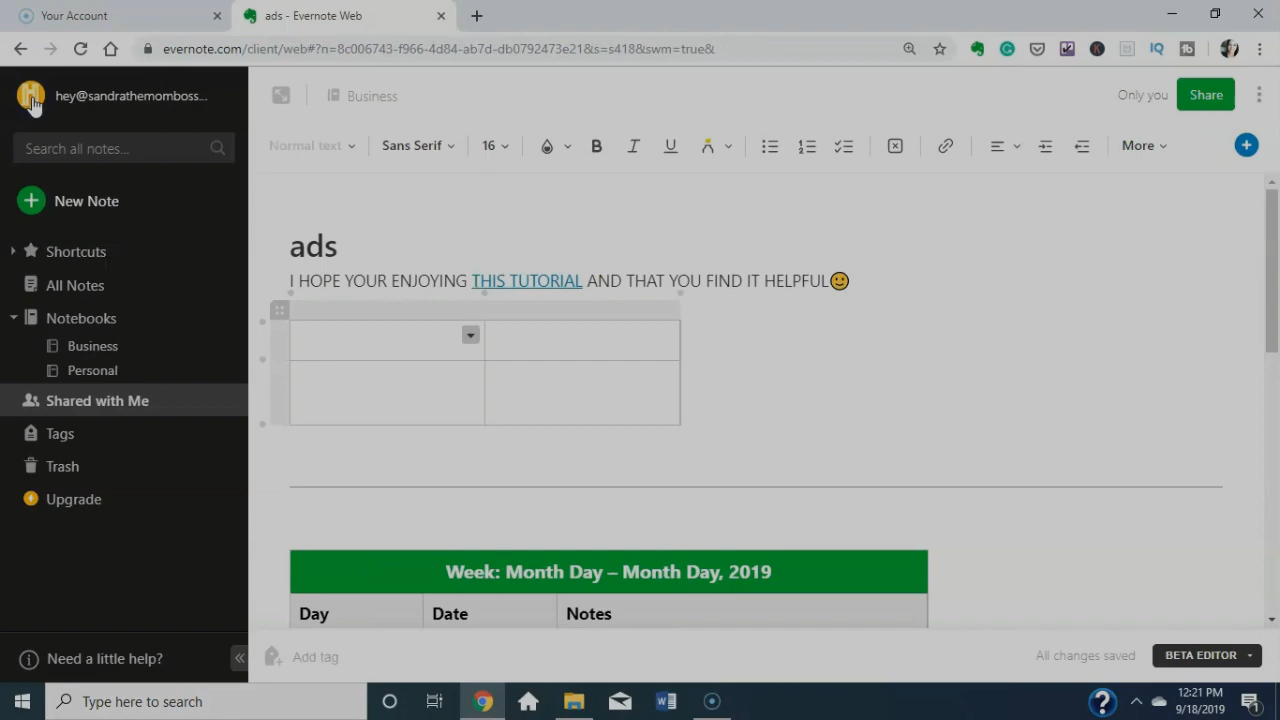 Your Account
ads - Evernote Web
evernote.com/client/web#?n=8c006743-f966-4d84-ab7d-db0792473e21&s=s418&swm=true&
hey@sandrathemomboss...
Search all notes...
New Note
Shortcuts
All Notes
Notebooks
Business
Personal
Shared with Me
Tags
Trash
Upgrade
Need a little help?
Business
Only you
Share
Normal text
Sans Serif
16
B
I
U
More
ads
I HOPE YOUR ENJOYING THIS TUTORIAL AND THAT YOU FIND IT HELPFUL
Week: Month Day – Month Day, 2019
Day Date Notes
Add tag
All changes saved
BETA EDITOR
Type here to search
12:21 PM
9/18/2019